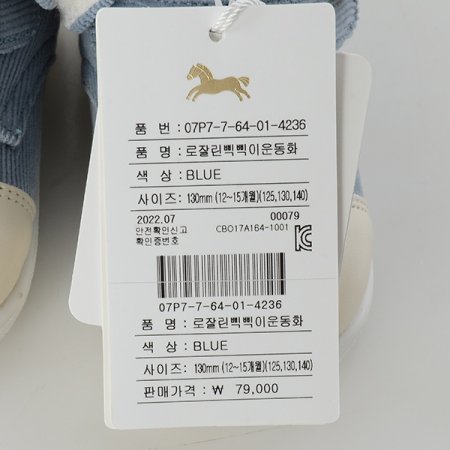 품 번 : 07P7-7-64-01-4236
품 명 : 로잘린삑삑이운동화
색 상 : BLUE
사이즈 : 130mm (12~15개월)(125,130,140)
2022.07 00079
안전확인신고 CB017A164-1001
확인증번호
07P7-7-64-01-4236
품 명 : 로잘린삑삑이운동화
색 상 : BLUE
사이즈: 130mm (12~15개월)(125,130,140)
판매가격 : ₩ 79,000